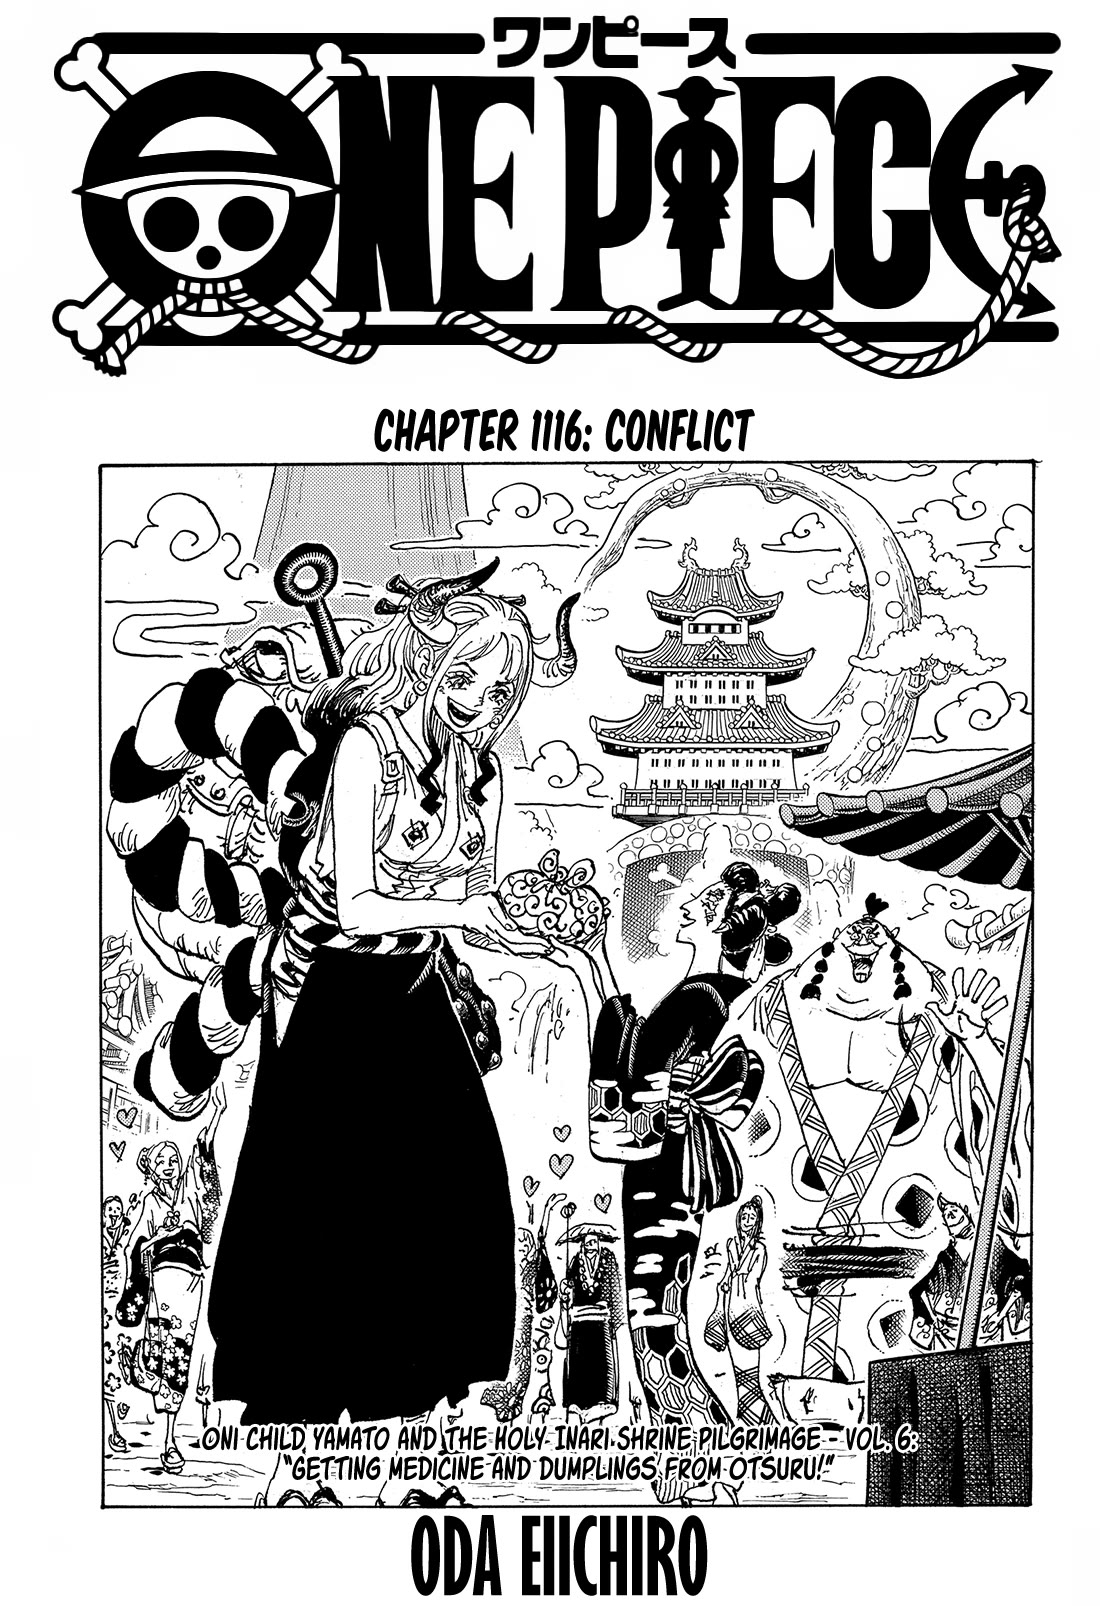 ワンピース
ONE PIECE
CHAPTER 1116: CONFLICT
ONI CHILD YAMATO AND THE HOLY INARI SHRINE PILGRIMAGE - VOL. 6:
"GETTING MEDICINE AND DUMPLINGS FROM OTSURU!"
ODA EIICHIRO